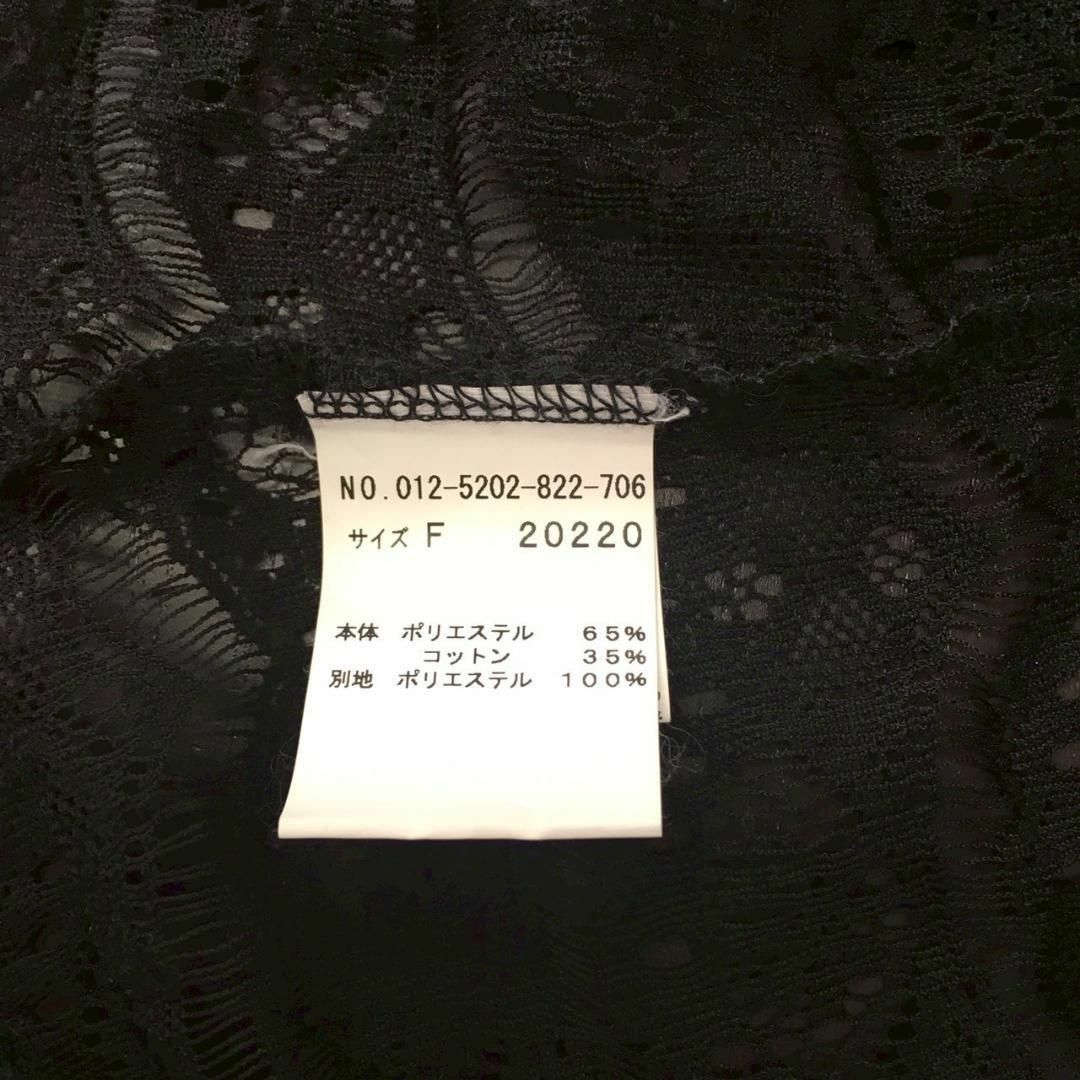 NO.012-5202-822-706
サイズ F 20220
本体 ポリエステル 65%
コットン 35%
別地 ポリエステル 100%